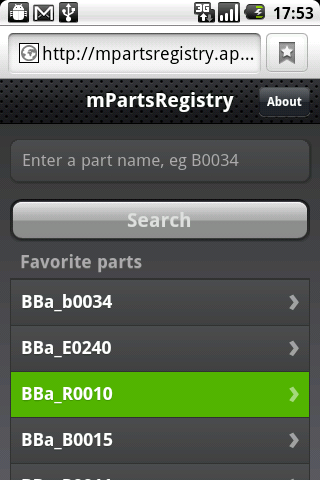 3G
17:53
http://mpartsregistry.ap...
mPartsRegistry
About
Enter a part name, eg B0034
Search
Favorite parts
BBa_b0034
BBa_E0240
BBa_R0010
BBa_B0015